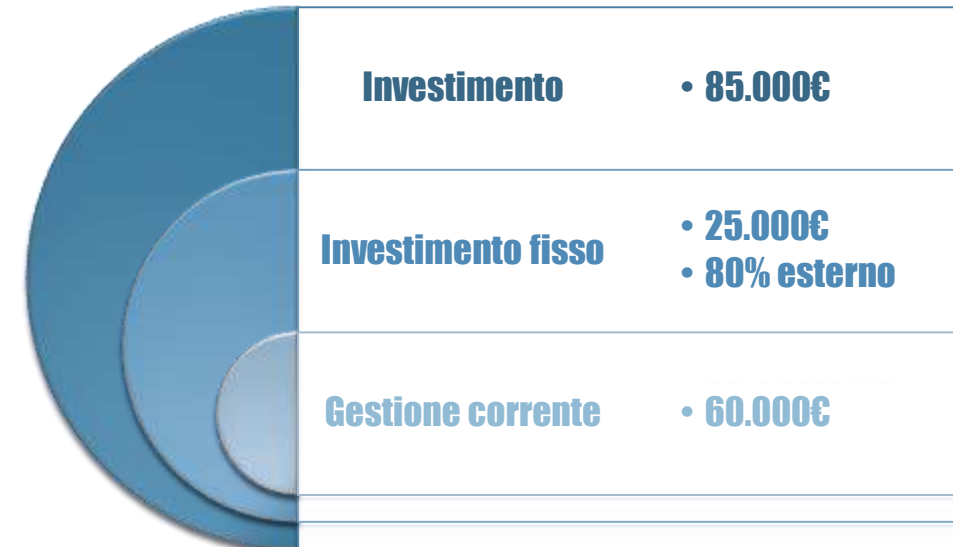 Investimento
• 85.000€
Investimento fisso
• 25.000€
• 80% esterno
Gestione corrente
• 60.000€